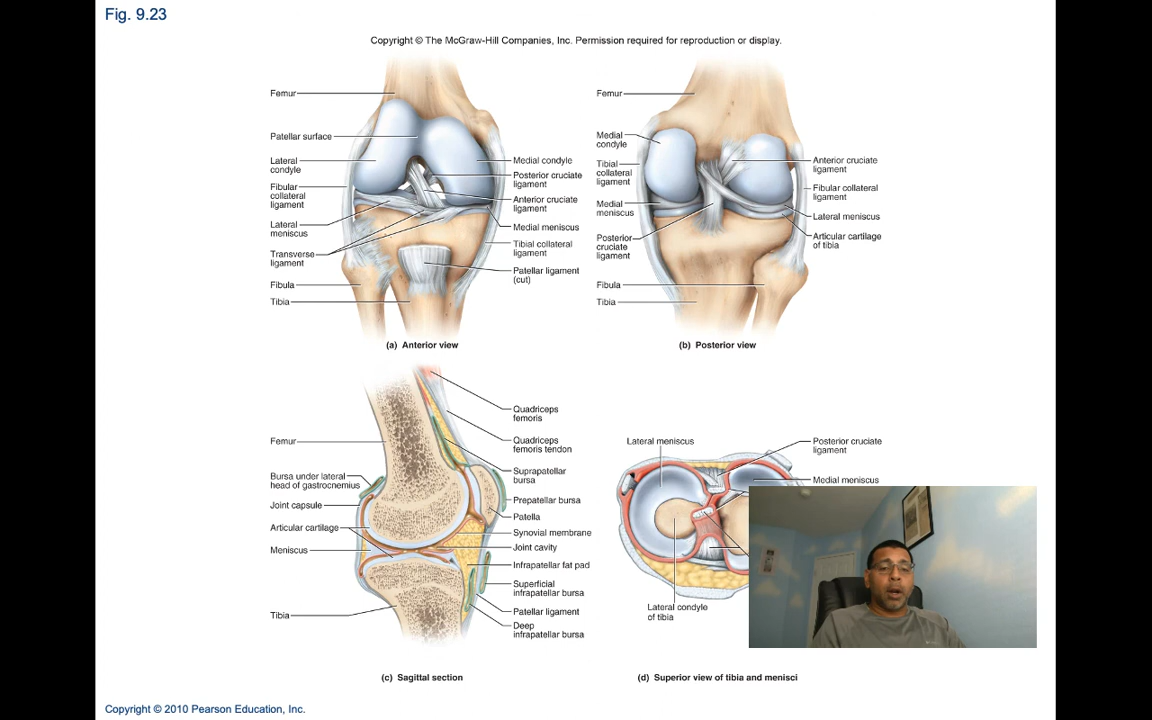 Fig. 9.23
Copyright © The McGraw-Hill Companies, Inc. Permission required for reproduction or display.
Femur
Patellar surface
Lateral
condyle
Fibular
collateral
ligament
Lateral
meniscus
Transverse
ligament
Fibula
Tibia
Medial condyle
Posterior cruciate
ligament
Anterior cruciate
ligament
Medial meniscus
Tibial collateral
ligament
Patellar ligament
(cut)
(a) Anterior view
Femur
Medial
condyle
Tibial
collateral
ligament
Medial
meniscus
Posterior
cruciate
ligament
Fibula
Tibia
Anterior cruciate
ligament
Fibular collateral
ligament
Lateral meniscus
Articular cartilage
of tibia
(b) Posterior view
Femur
Bursa under lateral
head of gastrocnemius
Joint capsule
Articular cartilage
Meniscus
Tibia
Quadriceps
femoris
Quadriceps
femoris tendon
Suprapatellar
bursa
Prepatellar bursa
Patella
Synovial membrane
Joint cavity
Infrapatellar fat pad
Superficial
infrapatellar bursa
Patellar ligament
Deep
infrapatellar bursa
(c) Sagittal section
Lateral meniscus
Posterior cruciate
ligament
Medial meniscus
Lateral condyle
of tibia
(d) Superior view of tibia and menisci
Copyright © 2010 Pearson Education, Inc.